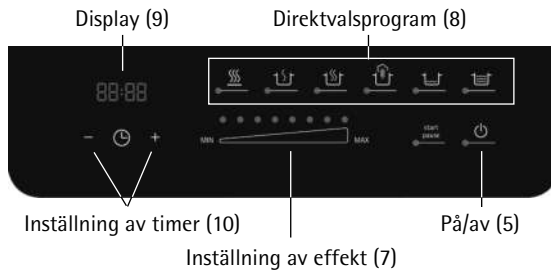 Display (9)
Direktvalsprogram (8)
88:88
− +
MIN MAX
start
pause
Inställning av timer (10)
På/av (5)
Inställning av effekt (7)